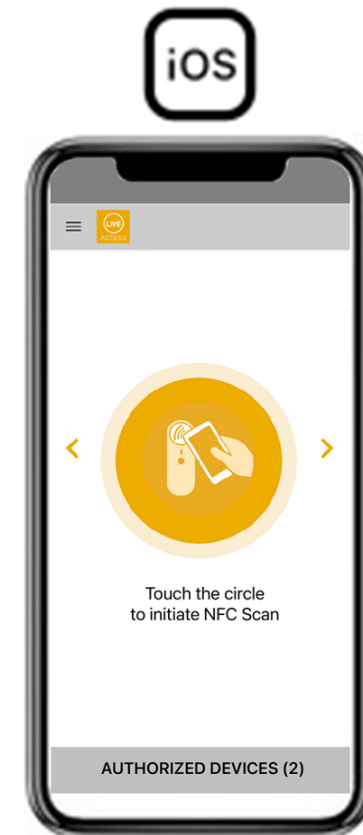 iOS
LIVE
ACCESS
Touch the circle
to initiate NFC Scan
AUTHORIZED DEVICES (2)